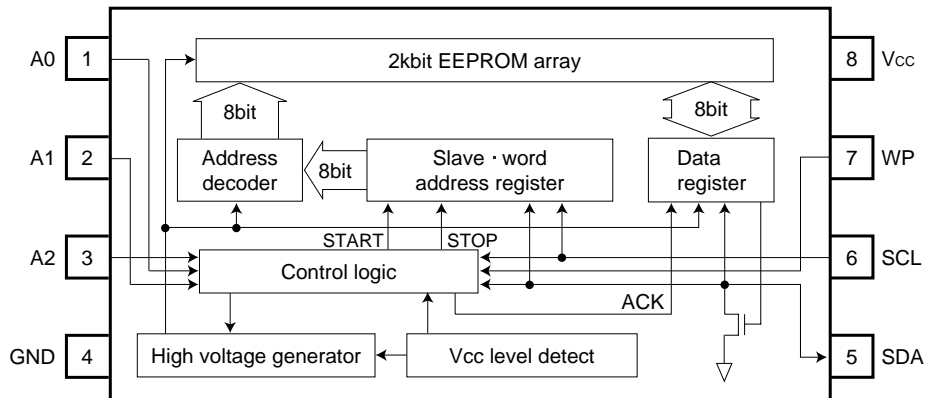 2kbit EEPROM array
A0 1
8 Vcc
8bit
8bit
A1 2
Address
decoder
8bit
Slave・word
address register
Data
register
7 WP
START
STOP
A2 3
Control logic
6 SCL
ACK
GND 4
High voltage generator
Vcc level detect
5 SDA